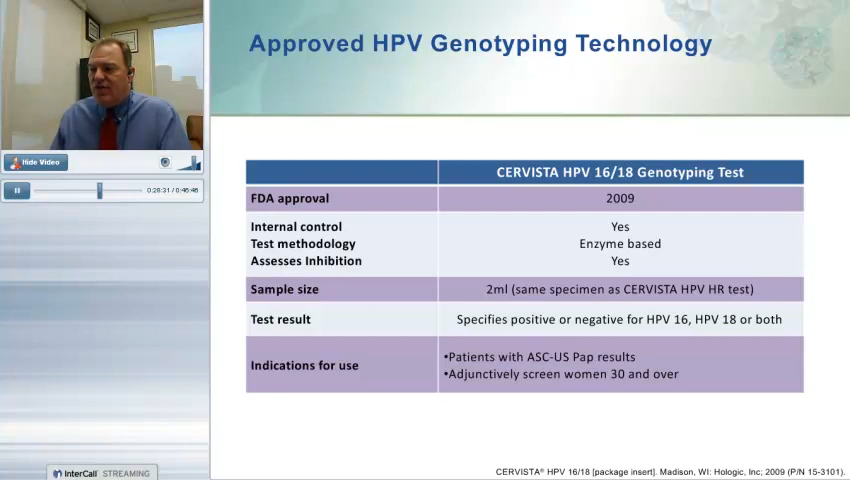 Approved HPV Genotyping Technology
Hide Video
0:28:31 / 0:46:46
CERVISTA HPV 16/18 Genotyping Test
FDA approval 2009
Internal control Yes
Test methodology Enzyme based
Assesses Inhibition Yes
Sample size 2ml (same specimen as CERVISTA HPV HR test)
Test result Specifies positive or negative for HPV 16, HPV 18 or both
Indications for use
•Patients with ASC-US Pap results
•Adjunctively screen women 30 and over
InterCall STREAMING
CERVISTA® HPV 16/18 [package insert]. Madison, WI: Hologic, Inc; 2009 (P/N 15-3101).